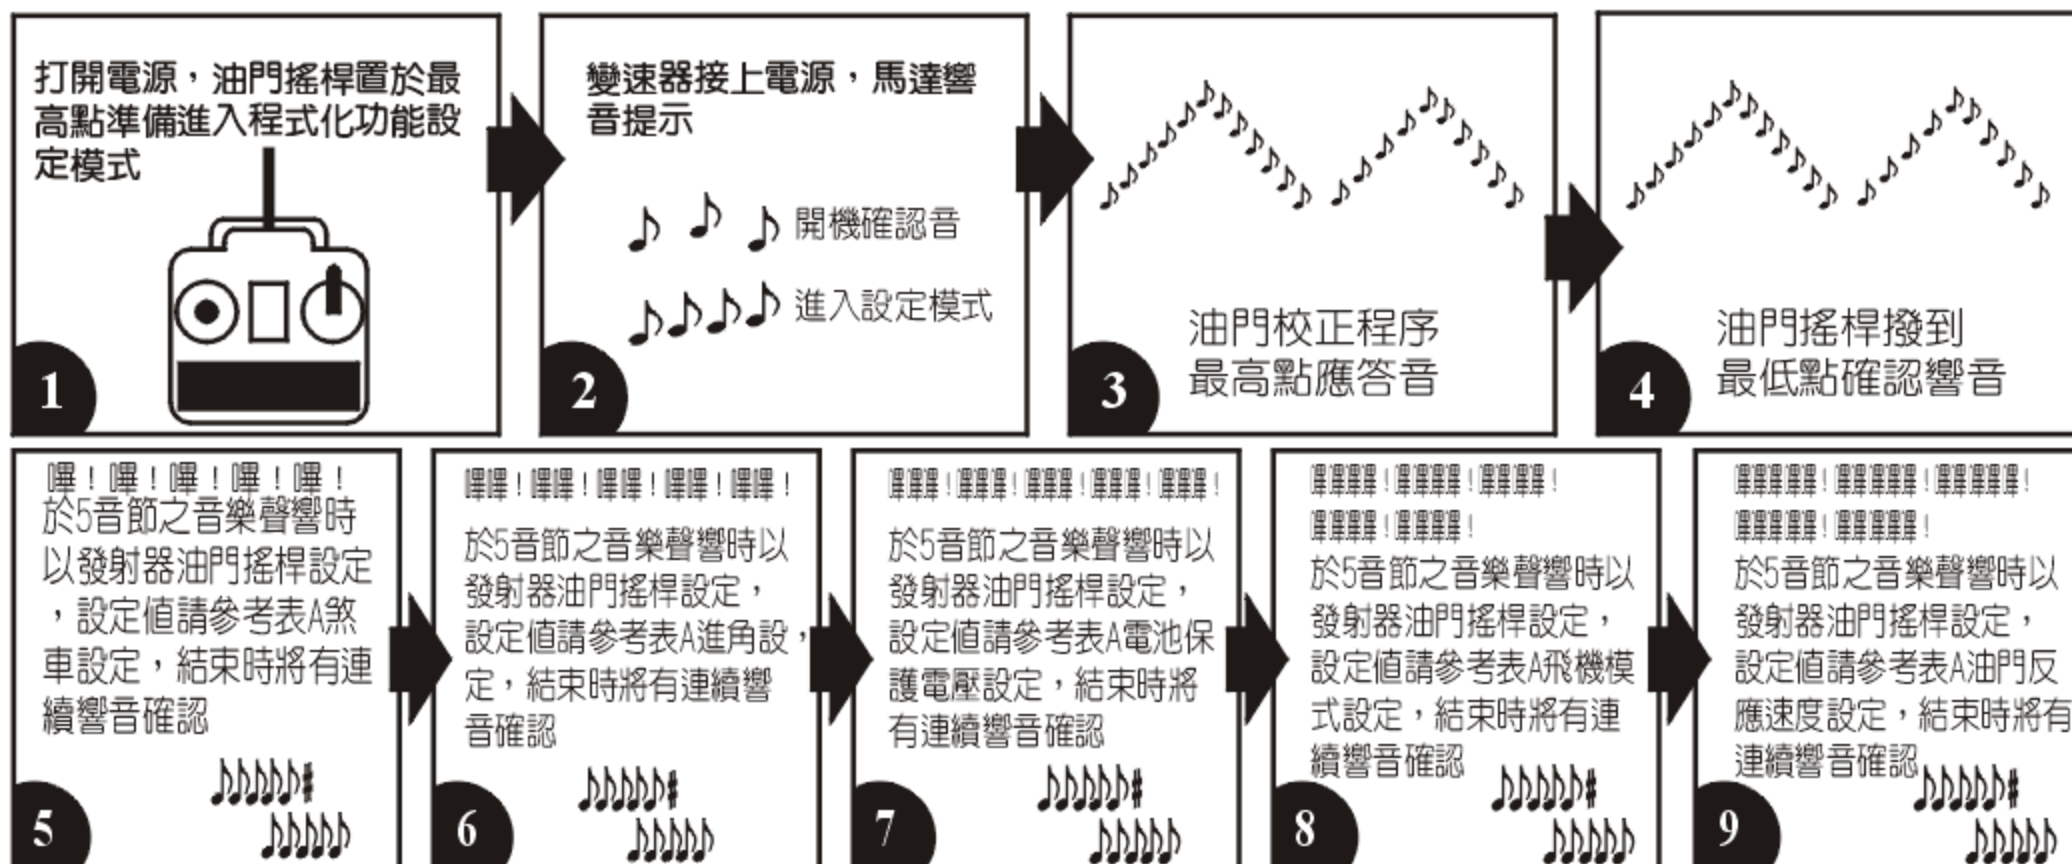 打開電源，油門搖桿置於最
高點準備進入程式化功能設
定模式
1
變速器接上電源，馬達響
音提示
開機確認音
進入設定模式
2
油門校正程序
最高點應答音
3
油門搖桿撥到
最低點確認響音
4
嗶！嗶！嗶！嗶！嗶！
於5音節之音樂聲響時
以發射器油門搖桿設定
，設定值請參考表A煞
車設定，結束時將有連
續響音確認
5
嗶嗶！嗶嗶！嗶嗶！嗶嗶！嗶嗶！
於5音節之音樂聲響時以
發射器油門搖桿設定，
設定值請參考表A進角設，
定，結束時將有連續響
音確認
6
嗶嗶嗶！嗶嗶嗶！嗶嗶嗶！嗶嗶嗶！嗶嗶嗶！
於5音節之音樂聲響時以
發射器油門搖桿設定，
設定值請參考表A電池保
護電壓設定，結束時將
有連續響音確認
7
嗶嗶嗶嗶！嗶嗶嗶嗶！嗶嗶嗶嗶！
嗶嗶嗶嗶！嗶嗶嗶嗶！
於5音節之音樂聲響時以
發射器油門搖桿設定，
設定值請參考表A飛機模
式設定，結束時將有連
續響音確認
8
嗶嗶嗶嗶嗶！嗶嗶嗶嗶嗶！嗶嗶嗶嗶嗶！
嗶嗶嗶嗶嗶！嗶嗶嗶嗶嗶！
於5音節之音樂聲響時以
發射器油門搖桿設定，
設定值請參考表A油門反
應速度設定，結束時將有
連續響音確認
9